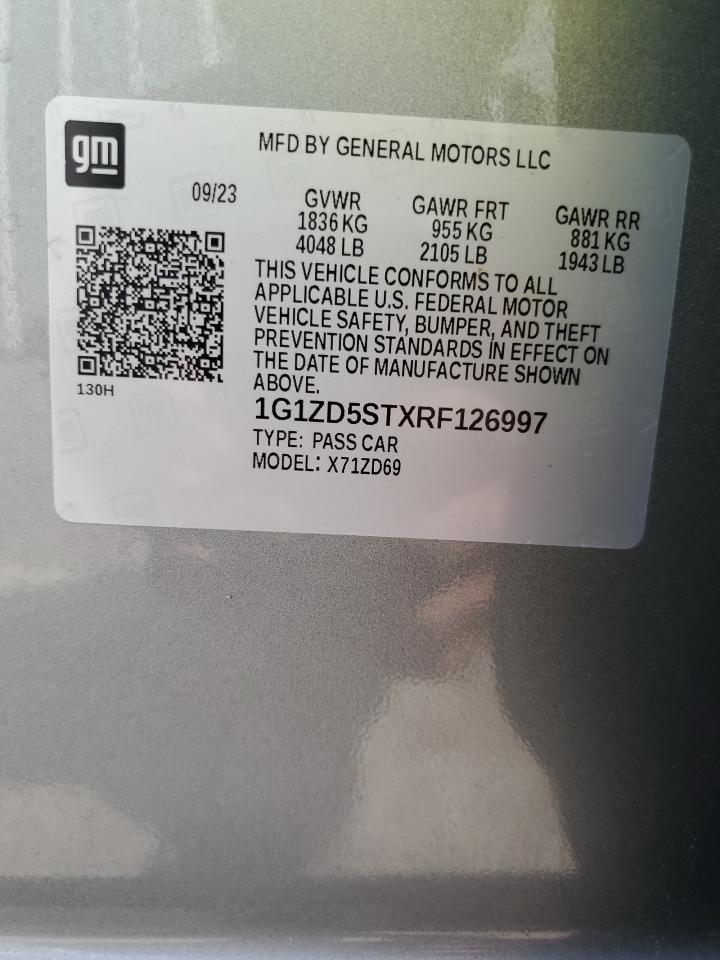 gm
MFD BY GENERAL MOTORS LLC
09/23
GVWR
1836 KG
4048 LB
GAWR FRT
955 KG
2105 LB
GAWR RR
881 KG
1943 LB
THIS VEHICLE CONFORMS TO ALL
APPLICABLE U.S. FEDERAL MOTOR
VEHICLE SAFETY, BUMPER, AND THEFT
PREVENTION STANDARDS IN EFFECT ON
THE DATE OF MANUFACTURE SHOWN
ABOVE.
130H
1G1ZD5STXRF126997
TYPE: PASS CAR
MODEL: X71ZD69